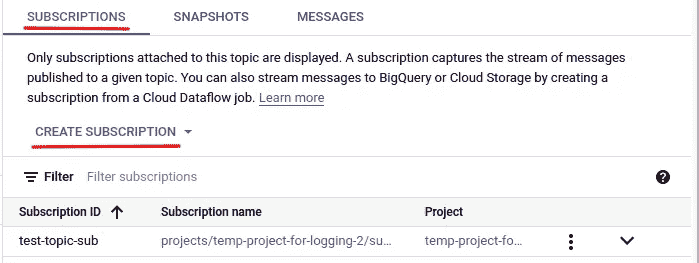 SUBSCRIPTIONS SNAPSHOTS MESSAGES
Only subscriptions attached to this topic are displayed. A subscription captures the stream of messages
published to a given topic. You can also stream messages to BigQuery or Cloud Storage by creating a
subscription from a Cloud Dataflow job. Learn more
CREATE SUBSCRIPTION
Filter Filter subscriptions
Subscription ID Subscription name Project
test-topic-sub projects/temp-project-for-logging-2/su... temp-project-fo...